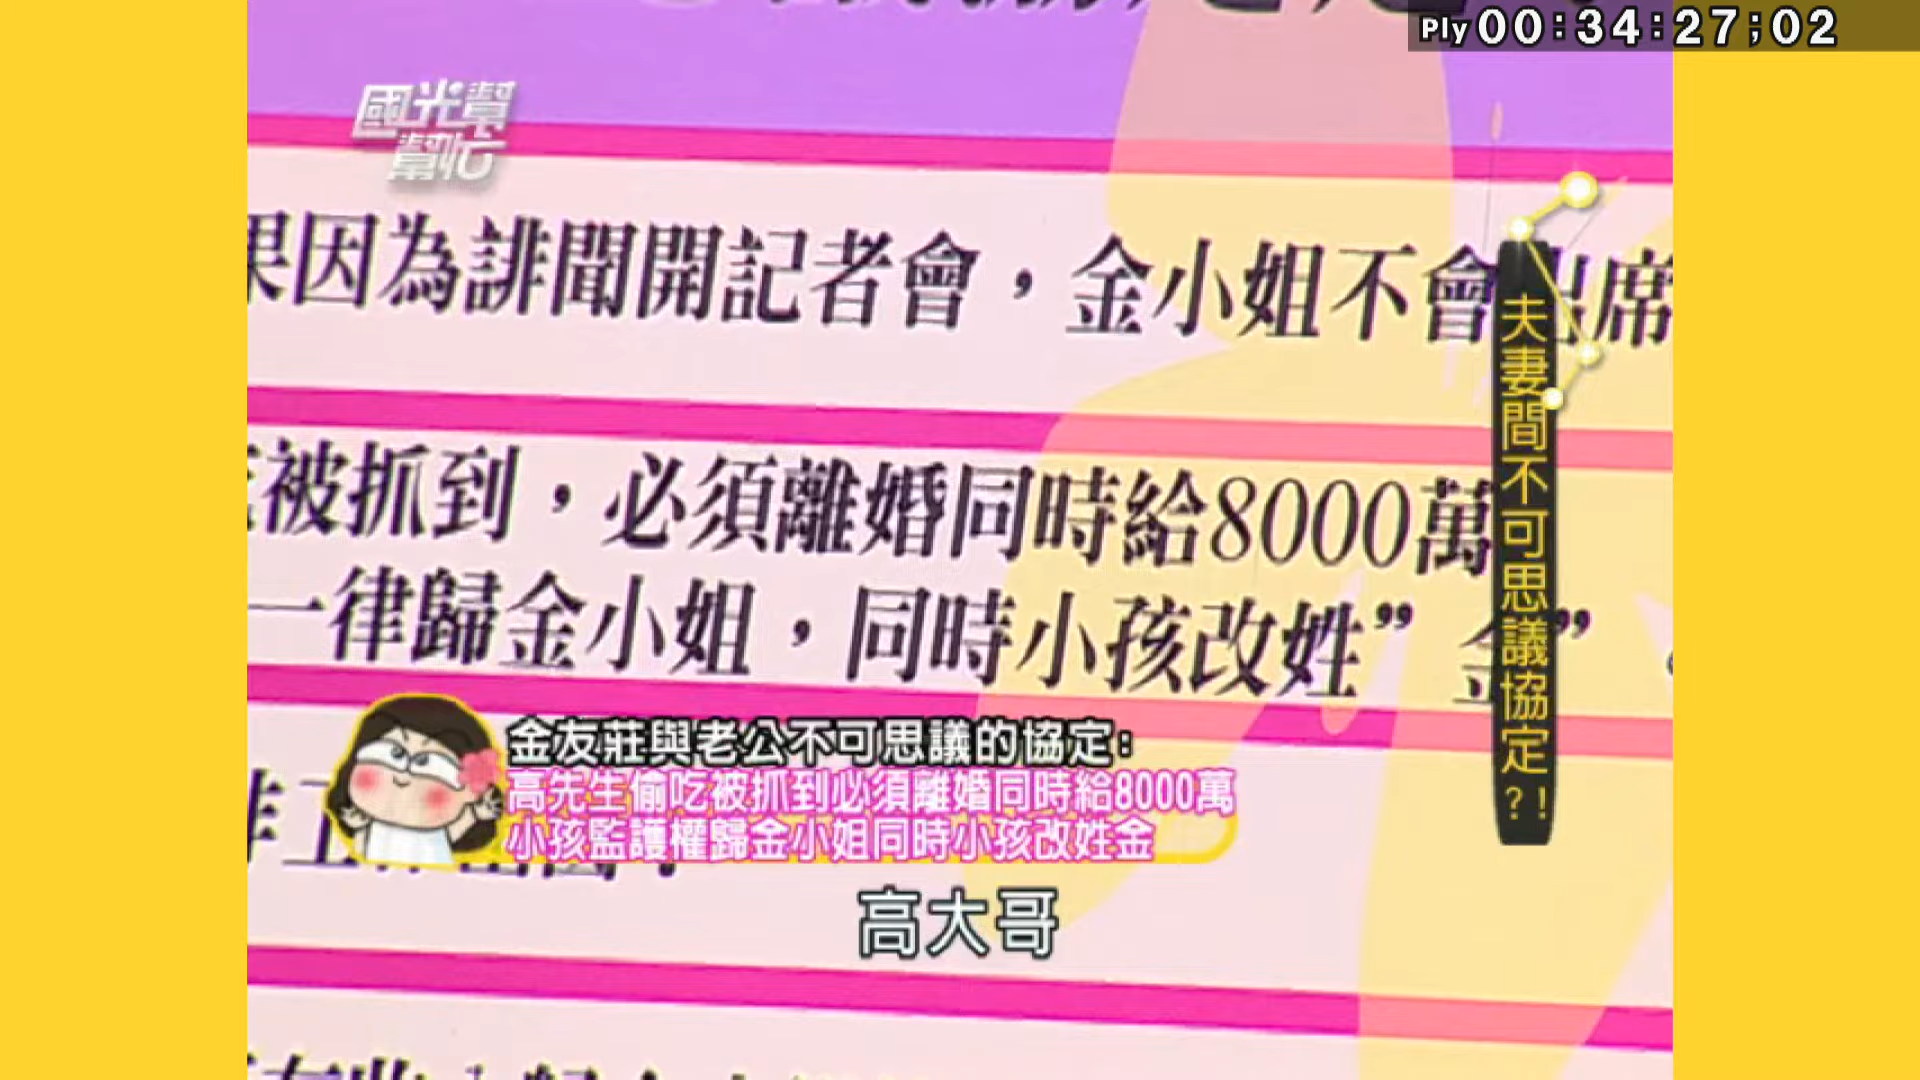 Ply00:34:27;02
國光幫
幫忙
果因為誹聞開記者會，金小姐不會出席
被抓到，必須離婚同時給8000萬
一律歸金小姐，同時小孩改姓”金”。
夫妻間不可思議協定?!
金友莊與老公不可思議的協定:
高先生偷吃被抓到必須離婚同時給8000萬
小孩監護權歸金小姐同時小孩改姓金
高大哥